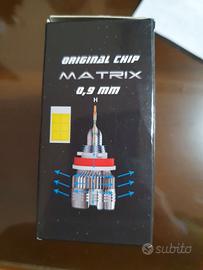 ORIGINAL CHIP
MATRIX
0,9 mm
H
subito